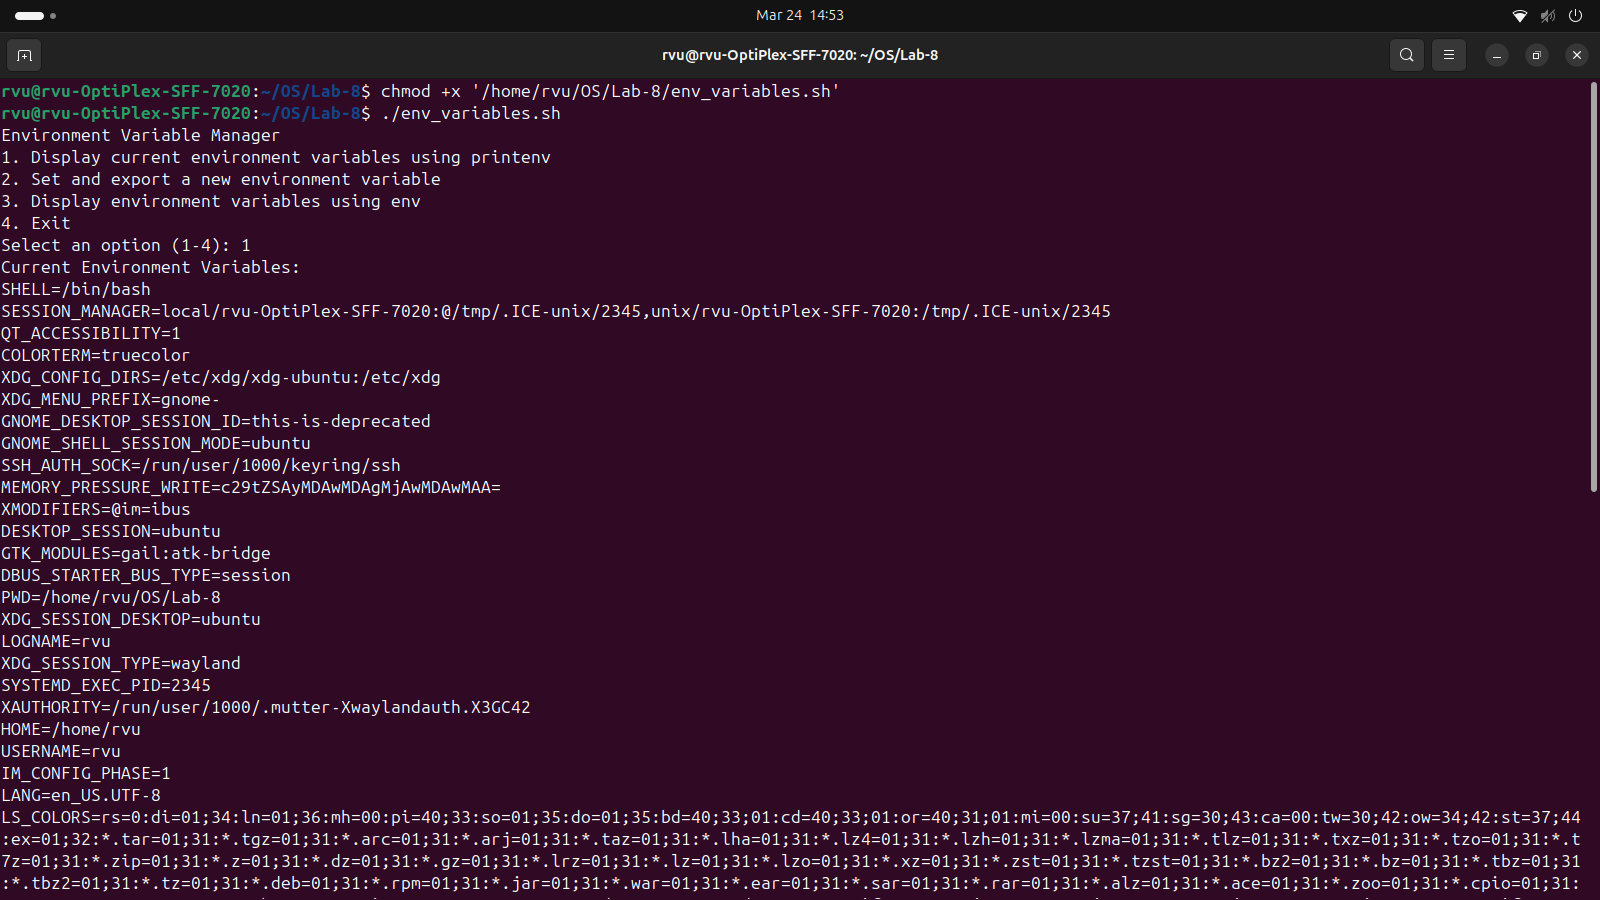 Mar 24 14:53
rvu@rvu-OptiPlex-SFF-7020: ~/OS/Lab-8
rvu@rvu-OptiPlex-SFF-7020:~/OS/Lab-8$ chmod +x '/home/rvu/OS/Lab-8/env_variables.sh'
rvu@rvu-OptiPlex-SFF-7020:~/OS/Lab-8$ ./env_variables.sh
Environment Variable Manager
1. Display current environment variables using printenv
2. Set and export a new environment variable
3. Display environment variables using env
4. Exit
Select an option (1-4): 1
Current Environment Variables:
SHELL=/bin/bash
SESSION_MANAGER=local/rvu-OptiPlex-SFF-7020:@/tmp/.ICE-unix/2345,unix/rvu-OptiPlex-SFF-7020:/tmp/.ICE-unix/2345
QT_ACCESSIBILITY=1
COLORTERM=truecolor
XDG_CONFIG_DIRS=/etc/xdg/xdg-ubuntu:/etc/xdg
XDG_MENU_PREFIX=gnome-
GNOME_DESKTOP_SESSION_ID=this-is-deprecated
GNOME_SHELL_SESSION_MODE=ubuntu
SSH_AUTH_SOCK=/run/user/1000/keyring/ssh
MEMORY_PRESSURE_WRITE=c29tZSAyMDAwMDAgMjAwMDAwMAA=
XMODIFIERS=@im=ibus
DESKTOP_SESSION=ubuntu
GTK_MODULES=gail:atk-bridge
DBUS_STARTER_BUS_TYPE=session
PWD=/home/rvu/OS/Lab-8
XDG_SESSION_DESKTOP=ubuntu
LOGNAME=rvu
XDG_SESSION_TYPE=wayland
SYSTEMD_EXEC_PID=2345
XAUTHORITY=/run/user/1000/.mutter-Xwaylandauth.X3GC42
HOME=/home/rvu
USERNAME=rvu
IM_CONFIG_PHASE=1
LANG=en_US.UTF-8
LS_COLORS=rs=0:di=01;34:ln=01;36:mh=00:pi=40;33:so=01;35:do=01;35:bd=40;33;01:cd=40;33;01:or=40;31;01:mi=00:su=37;41:sg=30;43:ca=00:tw=30;42:ow=34;42:st=37;44
:ex=01;32:*.tar=01;31:*.tgz=01;31:*.arc=01;31:*.arj=01;31:*.taz=01;31:*.lha=01;31:*.lz4=01;31:*.lzh=01;31:*.lzma=01;31:*.tlz=01;31:*.txz=01;31:*.tzo=01;31:*.t
7z=01;31:*.zip=01;31:*.z=01;31:*.dz=01;31:*.gz=01;31:*.lrz=01;31:*.lz=01;31:*.lzo=01;31:*.xz=01;31:*.zst=01;31:*.tzst=01;31:*.bz2=01;31:*.bz=01;31:*.tbz=01;31
:*.tbz2=01;31:*.tz=01;31:*.deb=01;31:*.rpm=01;31:*.jar=01;31:*.war=01;31:*.ear=01;31:*.sar=01;31:*.rar=01;31:*.alz=01;31:*.ace=01;31:*.zoo=01;31:*.cpio=01;31: